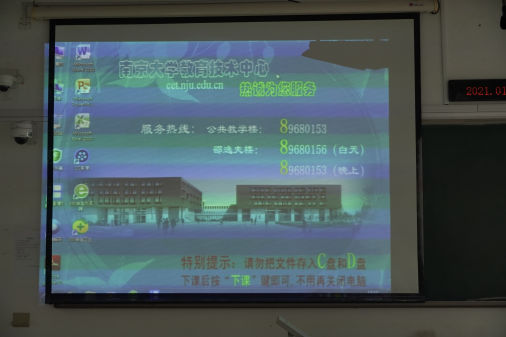 南京大学教育技术中心
cet.nju.edu.cn
热诚为您服务
服务热线: 公共教学楼: 89680153
邵逸夫楼: 89680156 (白天)
89680153 (晚上)
特别提示: 请勿把文件存入C盘和D盘
下课后按“下课”键即可,不用再关闭电脑
2021.01